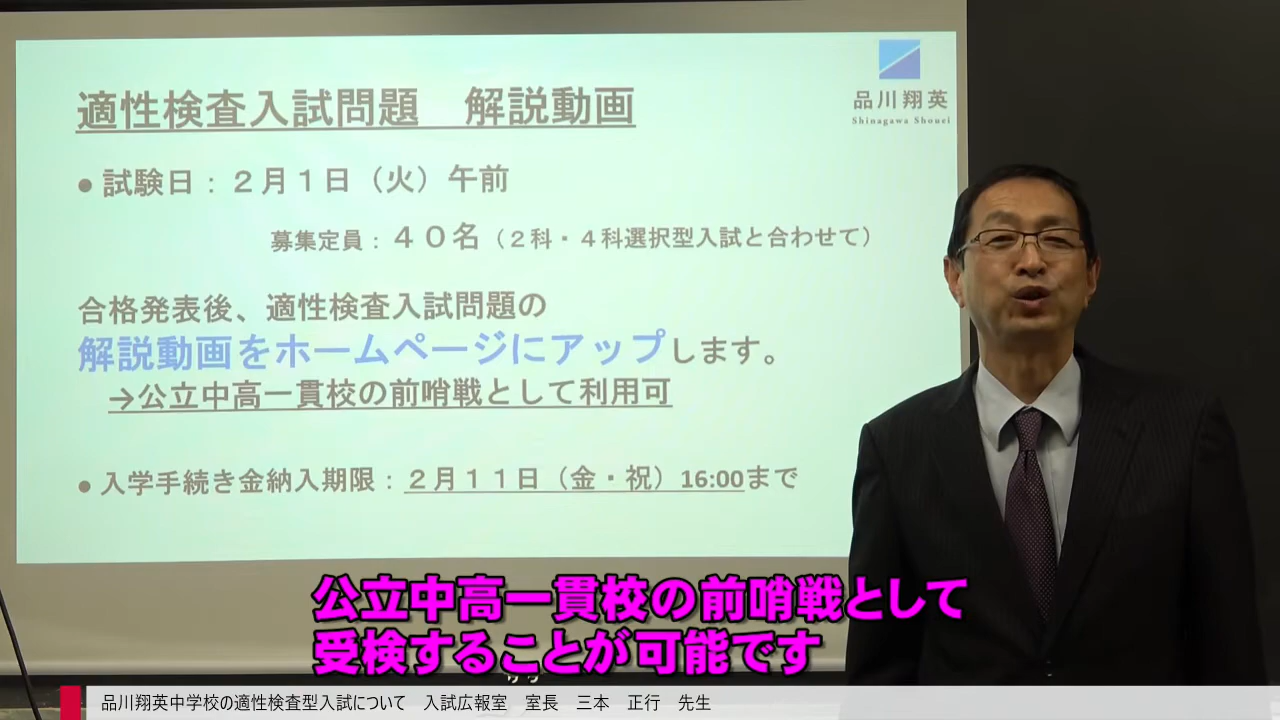 適性検査入試問題　解説動画
品川翔英
Shinagawa Shouei
●試験日：２月１日（火）午前
募集定員：４０名（２科・４科選択型入試と合わせて）
合格発表後、適性検査入試問題の
解説動画をホームページにアップします。
→公立中高一貫校の前哨戦として利用可
●入学手続き金納入期限：２月１１日（金・祝）16:00まで
公立中高一貫校の前哨戦として
受検することが可能です
品川翔英中学校の適性検査型入試について　入試広報室　室長　三本　正行　先生